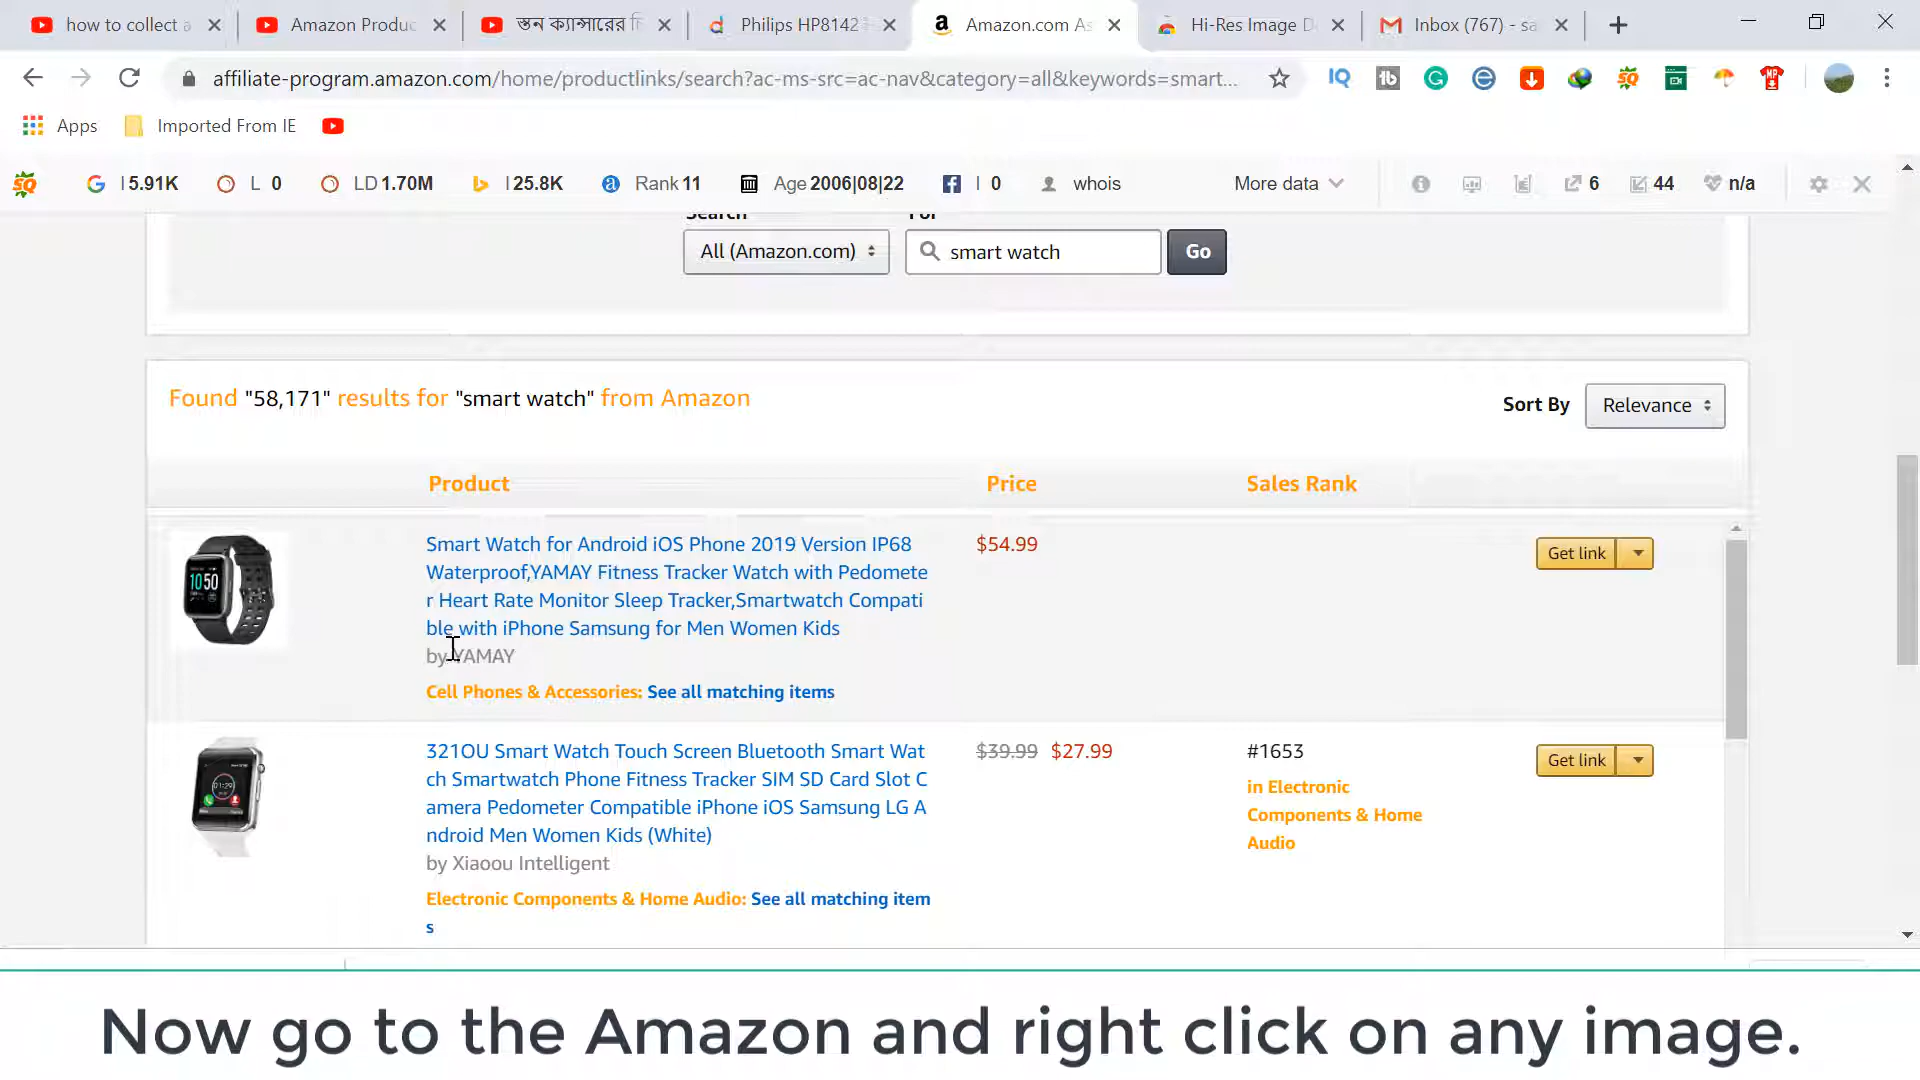 how to collect a
Amazon Produc
স্তন ক্যান্সারের চি
Philips HP8142
Amazon.com As
Hi-Res Image D
Inbox (767) - sa
affiliate-program.amazon.com/home/productlinks/search?ac-ms-src=ac-nav&category=all&keywords=smart...
Apps
Imported From IE
I 5.91K
L 0
LD 1.70M
I 25.8K
Rank 11
Age 2006|08|22
I 0
whois
More data
6
44
n/a
Search
For
All (Amazon.com)
smart watch
Go
Found "58,171" results for "smart watch" from Amazon
Sort By
Relevance
Product
Price
Sales Rank
Smart Watch for Android iOS Phone 2019 Version IP68
Waterproof,YAMAY Fitness Tracker Watch with Pedomete
r Heart Rate Monitor Sleep Tracker,Smartwatch Compati
ble with iPhone Samsung for Men Women Kids
by YAMAY
Cell Phones & Accessories: See all matching items
$54.99
Get link
321OU Smart Watch Touch Screen Bluetooth Smart Wat
ch Smartwatch Phone Fitness Tracker SIM SD Card Slot C
amera Pedometer Compatible iPhone iOS Samsung LG A
ndroid Men Women Kids (White)
by Xiaoou Intelligent
Electronic Components & Home Audio: See all matching item
s
$39.99 $27.99
#1653
in Electronic
Components & Home
Audio
Get link
Now go to the Amazon and right click on any image.